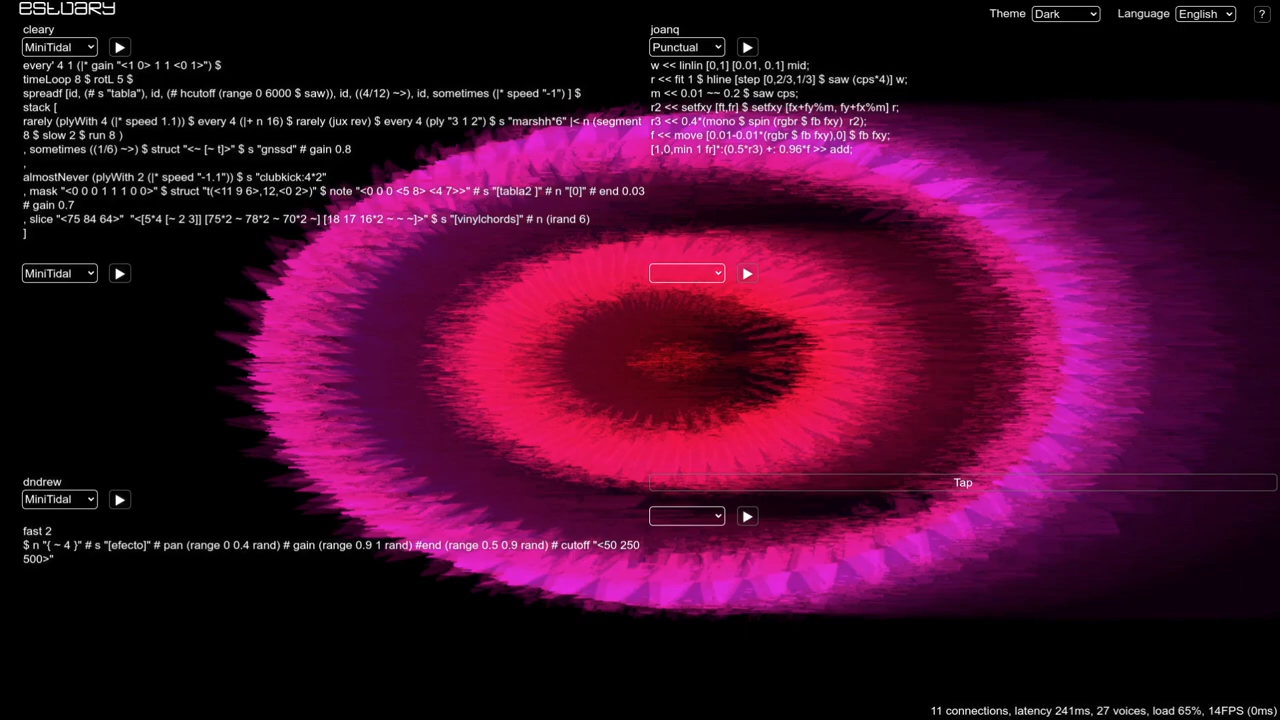 estuary
Theme Dark Language English ?
cleary
MiniTidal
every' 4 1 (|* gain "<1 0> 1 1 <0 1>") $
timeLoop 8 $ rotL 5 $
spreadf [id, (# s "tabla"), id, (# hcutoff (range 0 6000 $ saw)), id, ((4/12) ~>), id, sometimes (|* speed "-1") ] $
stack [
rarely (plyWith 4 (|* speed 1.1)) $ every 4 (|+ n 16) $ rarely (jux rev) $ every 4 (ply "3 1 2") $ s "marshh*6" |< n (segment
8 $ slow 2 $ run 8 )
, sometimes ((1/6) ~>) $ struct "<~ [~ t]>" $ s "gnssd" # gain 0.8
,
almostNever (plyWith 2 (|* speed "-1.1")) $ s "clubkick:4*2"
, mask "<0 0 0 1 1 1 0 0>" $ struct "t(<11 9 6>,12,<0 2>)" $ note "<0 0 0 <5 8> <4 7>>" # s "[tabla2 ]" # n "[0]" # end 0.03
# gain 0.7
, slice "<75 84 64>"  "<[5*4 [~ 2 3]] [75*2 ~ 78*2 ~ 70*2 ~] [18 17 16*2 ~ ~ ~]>" $ s "[vinylchords]" # n (irand 6)
]
joanq
Punctual
w << linlin [0,1] [0.01, 0.1] mid;
r << fit 1 $ hline [step [0,2/3,1/3] $ saw (cps*4)] w;
m << 0.01 ~~ 0.2 $ saw cps;
r2 << setfxy [ft,fr] $ setfxy [fx+fy%m, fy+fx%m] r;
r3 << 0.4*(mono $ spin (rgbr $ fb fxy)  r2);
f << move [0.01-0.01*(rgbr $ fb fxy),0] $ fb fxy;
[1,0,min 1 fr]*:(0.5*r3) +: 0.96*f >> add;
MiniTidal
dndrew
MiniTidal
fast 2
$ n "{ ~ 4 }" # s "[efecto]" # pan (range 0 0.4 rand) # gain (range 0.9 1 rand) #end (range 0.5 0.9 rand) # cutoff "<50 250
500>"
Tap
11 connections, latency 241ms, 27 voices, load 65%, 14FPS (0ms)